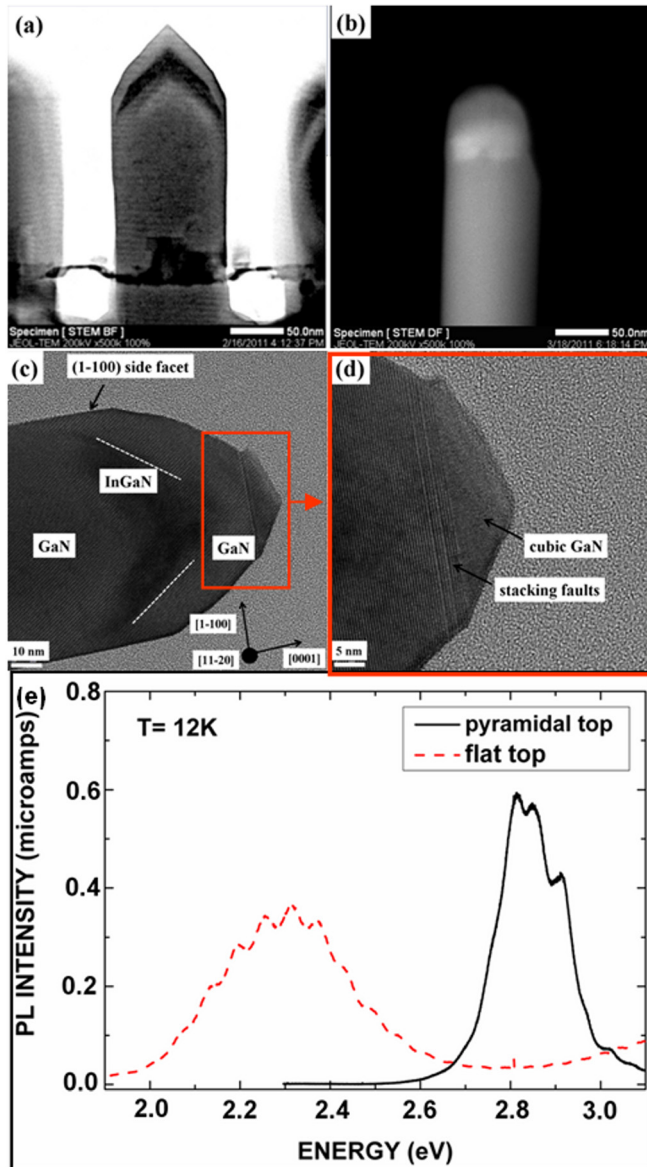 (a)
Specimen [ STEM BF ]
50.0nm
JEOL-TEM 200kV x500k 100%
2/16/2011 4:12:37 PM
(b)
Specimen [ STEM DF ]
50.0nm
JEOL-TEM 200kV x500k 100%
3/18/2011 6:18:14 PM
(c)
(1-100) side facet
InGaN
GaN
GaN
[1-100]
[11-20]
[0001]
10 nm
(d)
cubic GaN
stacking faults
5 nm
(e)
T= 12K
pyramidal top
flat top
PL INTENSITY (microamps)
0.8
0.6
0.4
0.2
0.0
2.0 2.2 2.4 2.6 2.8 3.0
ENERGY (eV)